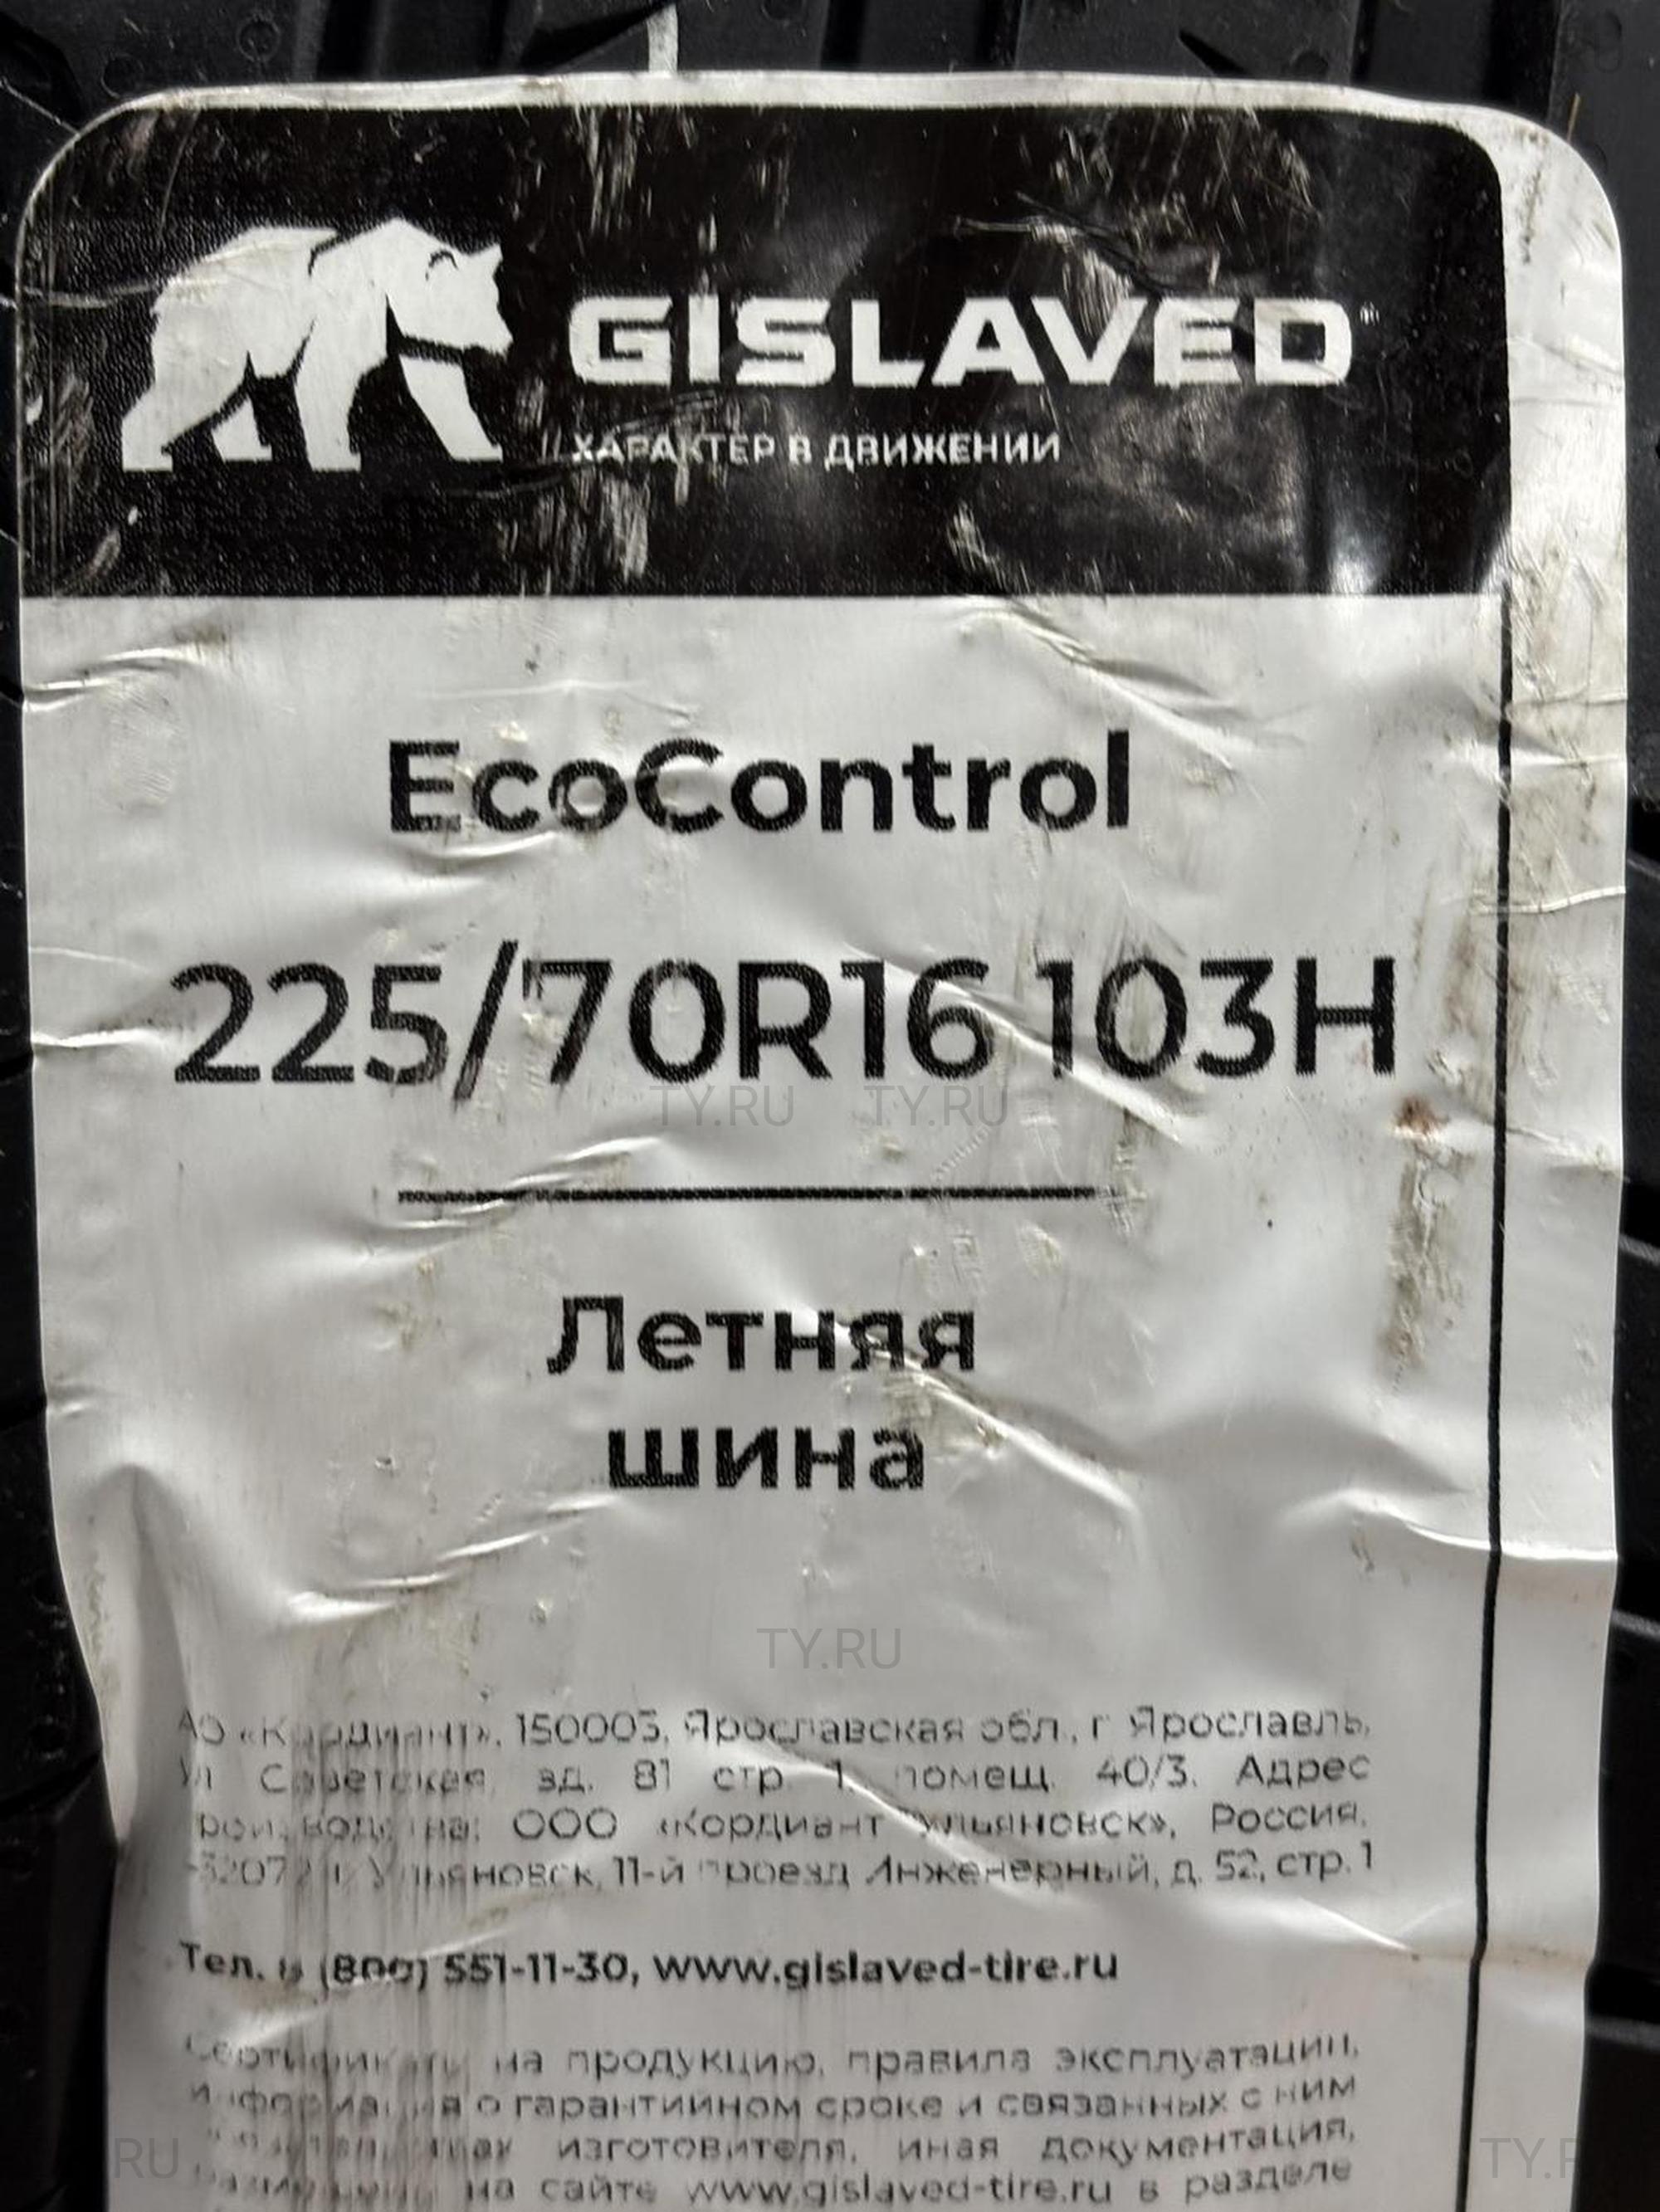 GISLAVED®
// ХАРАКТЕР В ДВИЖЕНИИ
EcoControl
225/70R16 103H
TY.RU TY.RU
Летняя
шина
TY.RU
АО «Кордиант», 150003, Ярославская обл., г. Ярославль,
ул. Советская, зд. 81 стр. 1, помещ. 40/3. Адрес
производства: ООО «Кордиант Ульяновск», Россия,
г. Ульяновск, 11-й проезд Инженерный, д. 52, стр. 1
Тел. 8 (800) 551-11-30, www.gislaved-tire.ru
Сертификаты на продукцию, правила эксплуатации,
информация о гарантийном сроке и связанных с ним
изготовителя, иная документация,
RU TY.R
на сайте www.gislaved-tire.ru в разделе